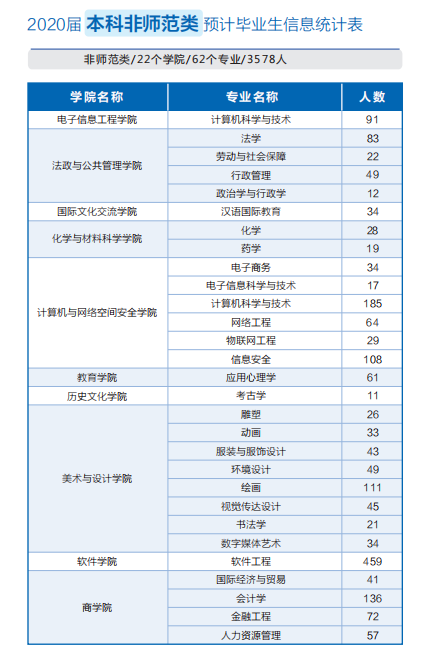 2020届 本科非师范类 预计毕业生信息统计表
非师范类/22个学院/62个专业/3578人
学院名称 专业名称 人数
电子信息工程学院 计算机科学与技术 91
法政与公共管理学院 法学 83
劳动与社会保障 22
行政管理 49
政治学与行政学 12
国际文化交流学院 汉语国际教育 34
化学与材料科学学院 化学 28
药学 19
计算机与网络空间安全学院 电子商务 34
电子信息科学与技术 17
计算机科学与技术 185
网络工程 64
物联网工程 29
信息安全 108
教育学院 应用心理学 61
历史文化学院 考古学 11
美术与设计学院 雕塑 26
动画 33
服装与服饰设计 43
环境设计 49
绘画 111
视觉传达设计 45
书法学 21
数字媒体艺术 34
软件学院 软件工程 459
商学院 国际经济与贸易 41
会计学 136
金融工程 72
人力资源管理 57